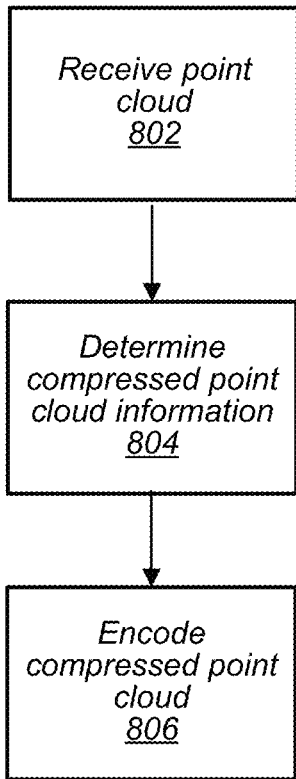 Receive point
cloud
802
Determine
compressed point
cloud information
804
Encode
compressed point
cloud
806